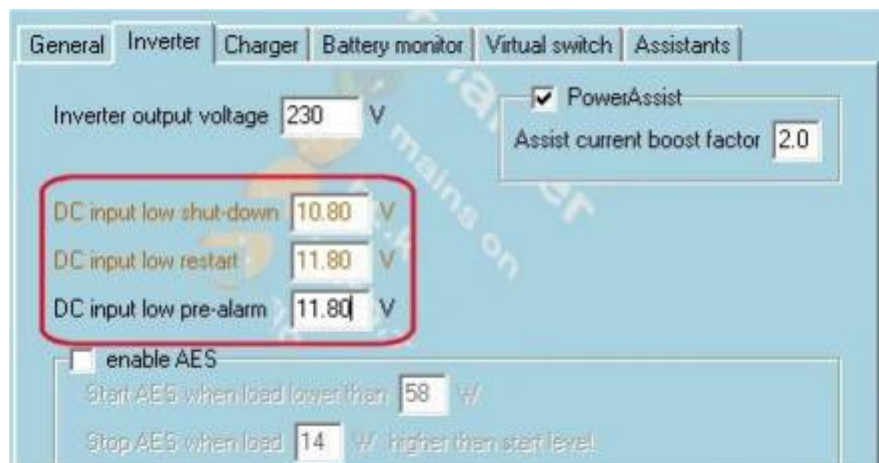 General Inverter Charger Battery monitor Virtual switch Assistants
Inverter output voltage 230 V
PowerAssist
Assist current boost factor 2.0
DC input low shut-down 10.80 V
DC input low restart 11.80 V
DC input low pre-alarm 11.80 V
enable AES
Start AES when load lower than 58 W
Stop AES when load 14 W higher than start level
mains on